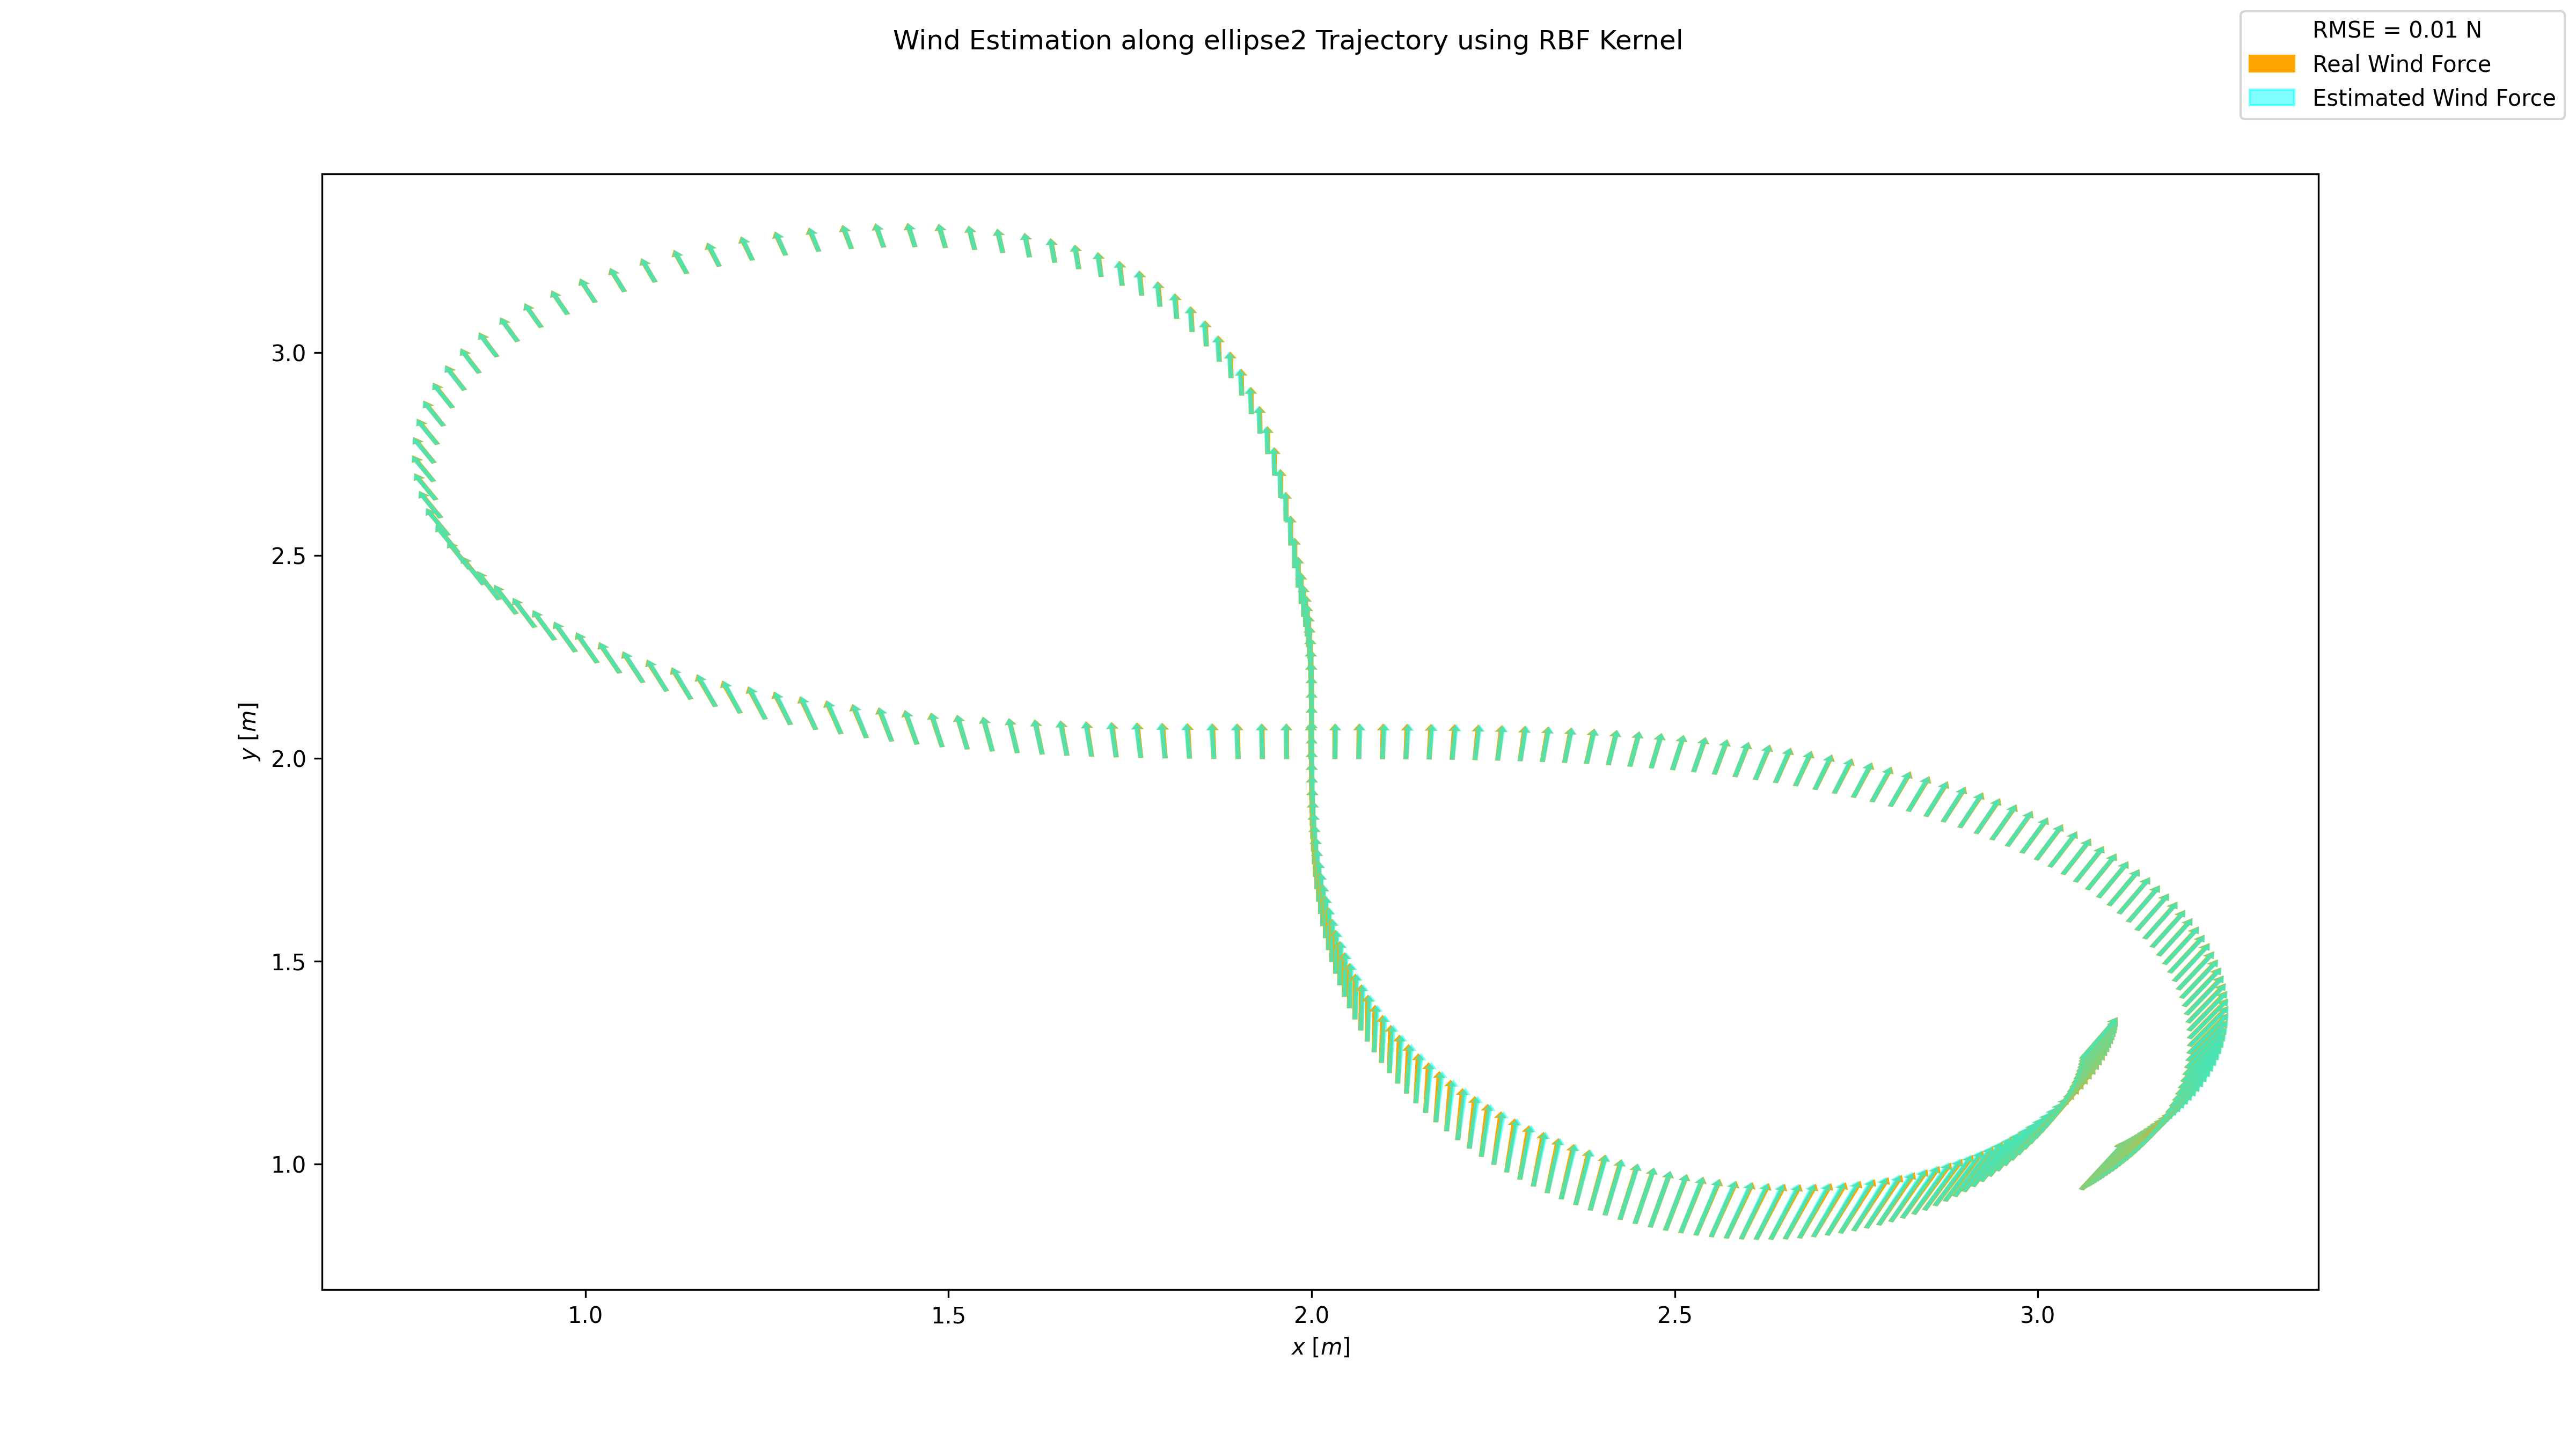 Wind Estimation along ellipse2 Trajectory using RBF Kernel
RMSE = 0.01 N
Real Wind Force
Estimated Wind Force
3.0
2.5
2.0
1.5
1.0
y [m]
1.0
1.5
2.0
2.5
3.0
x [m]